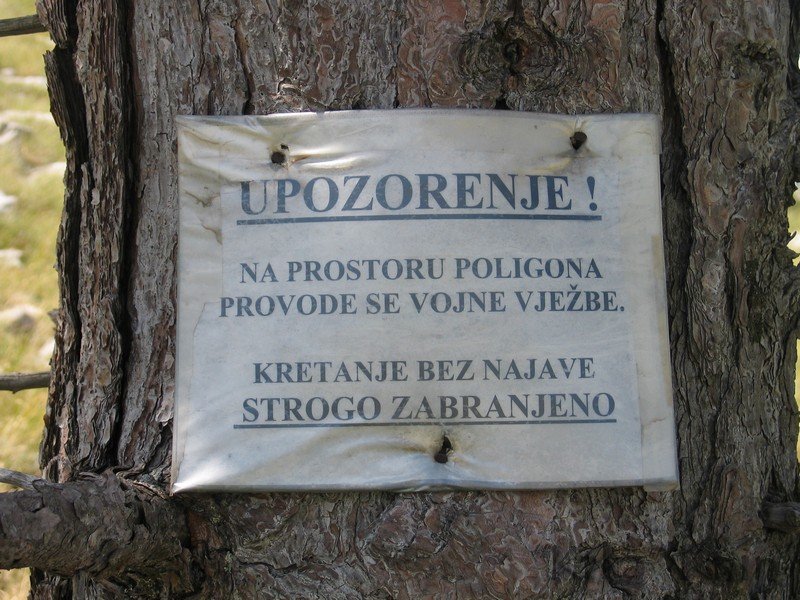 UPOZORENJE !
NA PROSTORU POLIGONA
PROVODE SE VOJNE VJEŽBE.
KRETANJE BEZ NAJAVE
STROGO ZABRANJENO